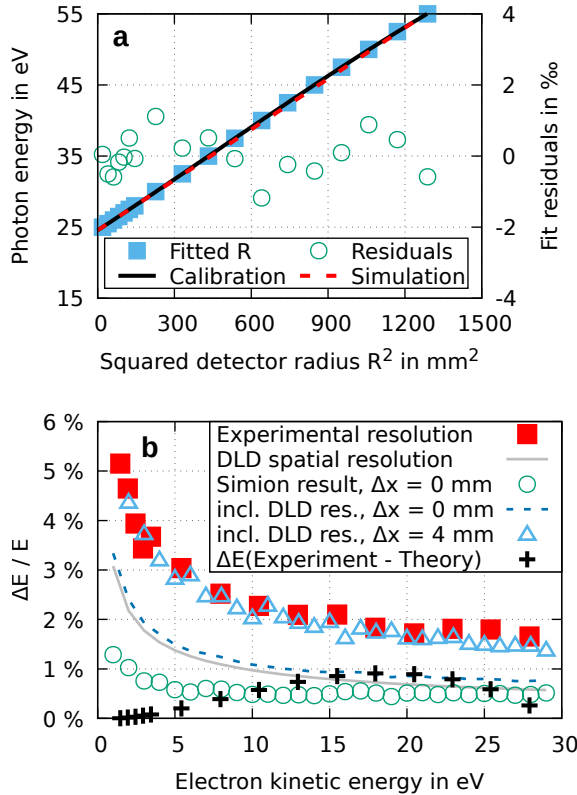 a
Photon energy in eV
55
45
35
25
15
4
2
0
-2
-4
Fit residuals in ‰
Fitted R
Residuals
Calibration
Simulation
0 300 600 900 1200 1500
Squared detector radius R² in mm²
b
ΔE / E
6 %
5 %
4 %
3 %
2 %
1 %
0 %
Experimental resolution
DLD spatial resolution
Simion result, Δx = 0 mm
incl. DLD res., Δx = 0 mm
incl. DLD res., Δx = 4 mm
ΔE(Experiment - Theory)
0 5 10 15 20 25 30
Electron kinetic energy in eV